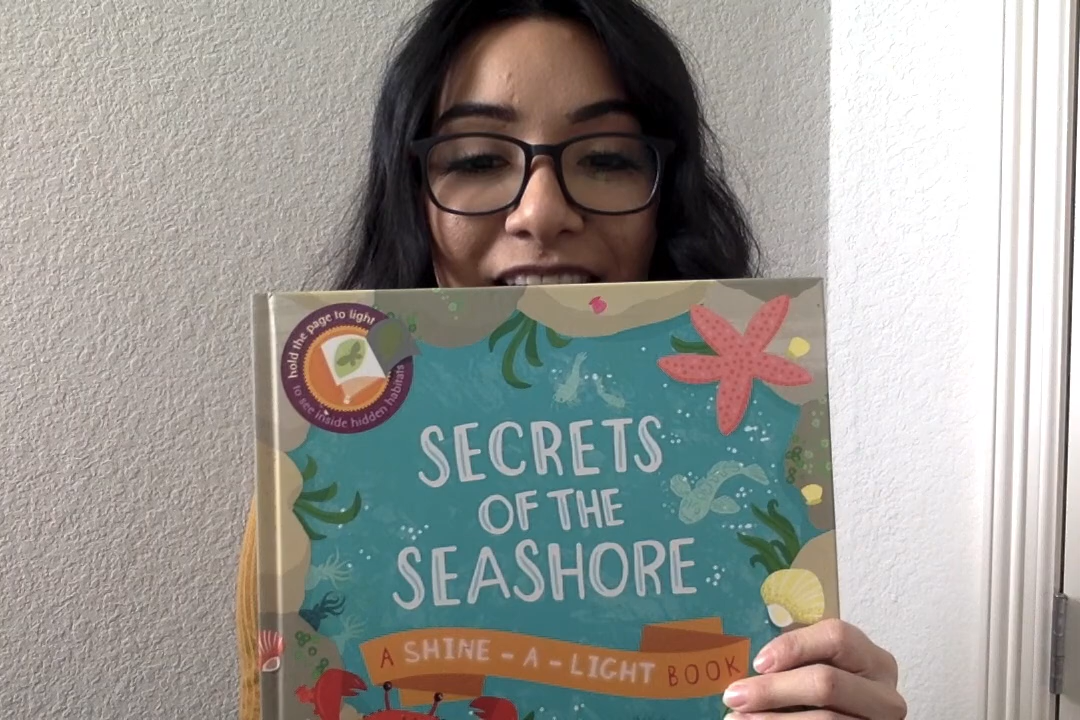 hold the page to light
to see inside hidden habitats
SECRETS
OF THE
SEASHORE
A SHINE-A-LIGHT BOOK